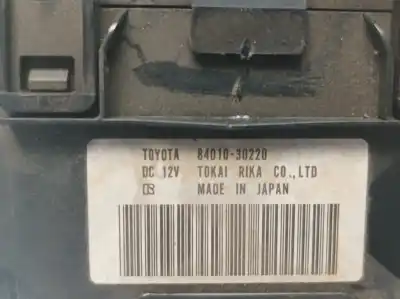 TOYOTA 84010-30220
DC 12V TOKAI RIKA CO.,LTD
R MADE IN JAPAN